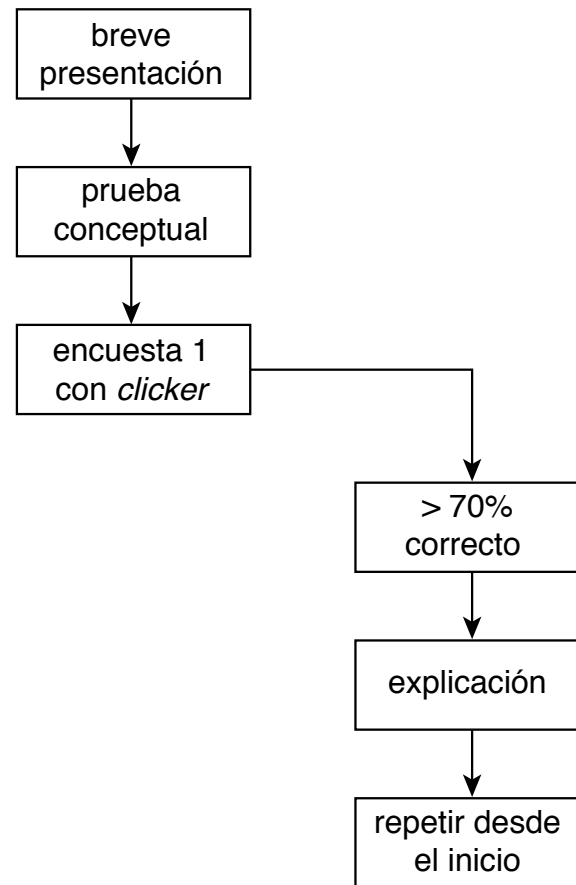 breve
presentación
prueba
conceptual
encuesta 1
con clicker
> 70%
correcto
explicación
repetir desde
el inicio